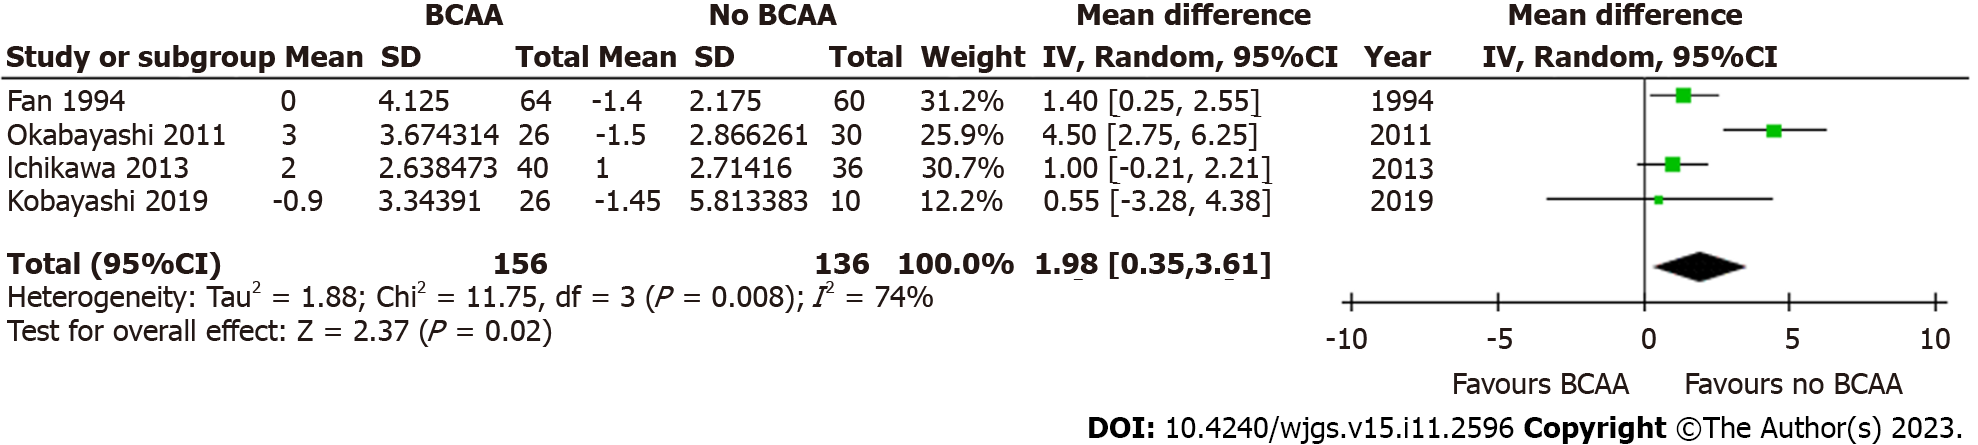 BCAA No BCAA Mean difference Mean difference
Study or subgroup Mean SD Total Mean SD Total Weight IV, Random, 95%CI Year IV, Random, 95%CI
Fan 1994 0 4.125 64 -1.4 2.175 60 31.2% 1.40 [0.25, 2.55] 1994
Okabayashi 2011 3 3.674314 26 -1.5 2.866261 30 25.9% 4.50 [2.75, 6.25] 2011
Ichikawa 2013 2 2.638473 40 1 2.71416 36 30.7% 1.00 [-0.21, 2.21] 2013
Kobayashi 2019 -0.9 3.34391 26 -1.45 5.813383 10 12.2% 0.55 [-3.28, 4.38] 2019
Total (95%CI) 156 136 100.0% 1.98 [0.35,3.61]
Heterogeneity: Tau² = 1.88; Chi² = 11.75, df = 3 (P = 0.008); I² = 74%
Test for overall effect: Z = 2.37 (P = 0.02)
-10 -5 0 5 10
Favours BCAA Favours no BCAA
DOI: 10.4240/wjgs.v15.i11.2596 Copyright ©The Author(s) 2023.